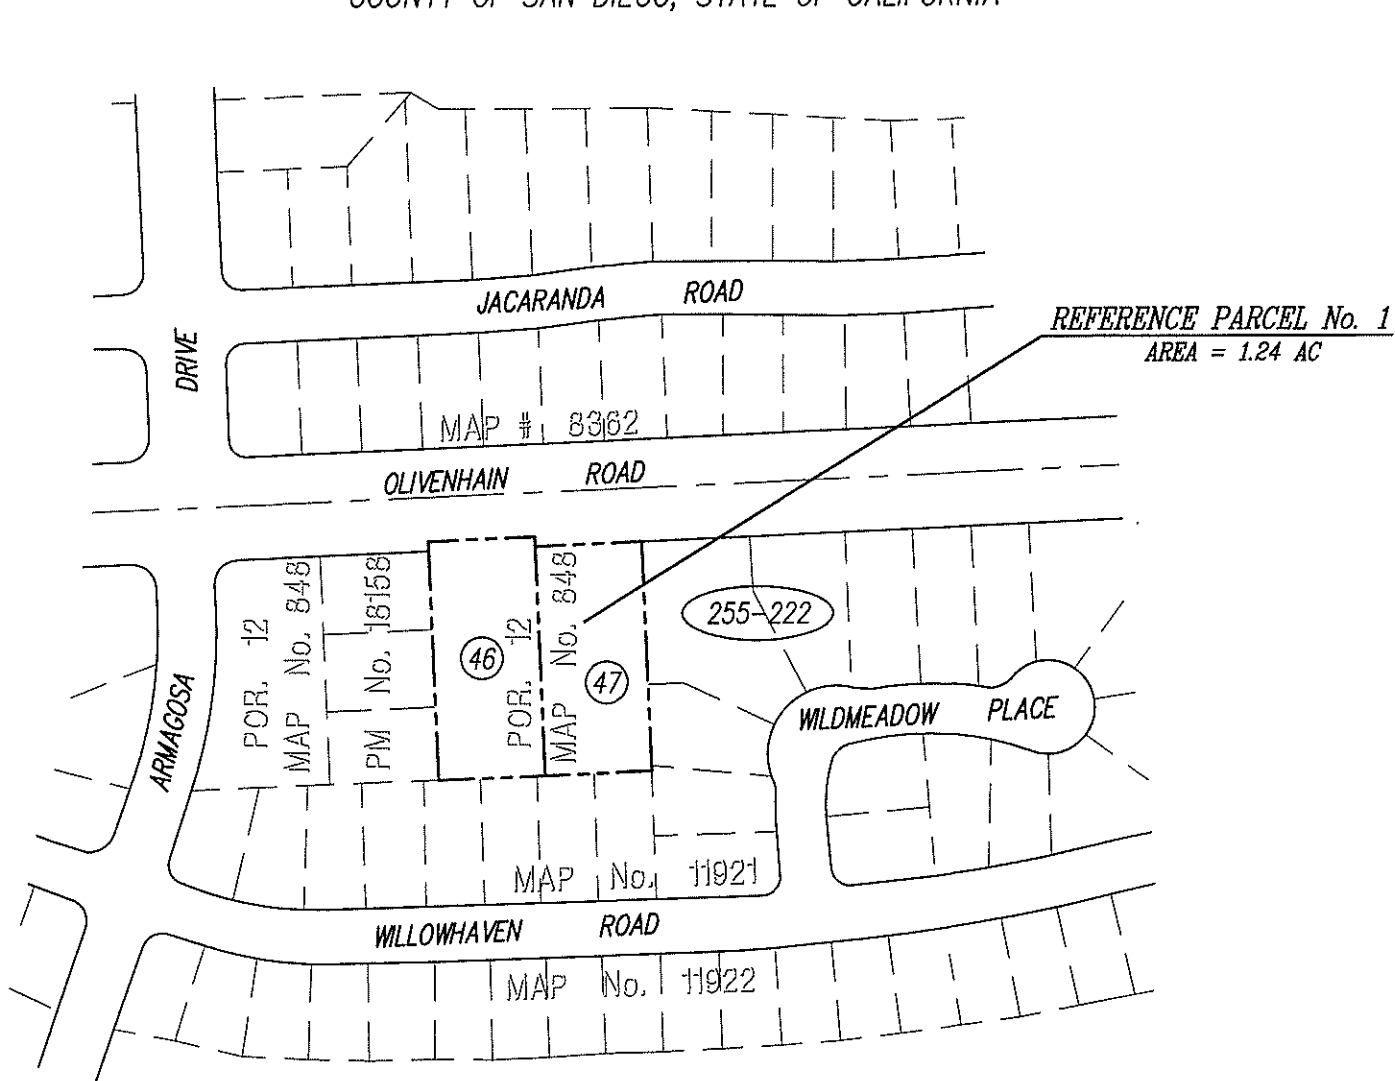 COUNTY OF SAN DIEGO, STATE OF CALIFORNIA
JACARANDA ROAD
REFERENCE PARCEL No. 1
AREA = 1.24 AC
DRIVE
MAP # 8362
OLIVENHAIN ROAD
POR. 12
MAP No. 848
PM No. 18158
46
POR. 12
MAP No. 848
47
255-222
ARMAGOSA
WILDMEADOW PLACE
MAP No. 11921
WILLOWHAVEN ROAD
MAP No. 11922